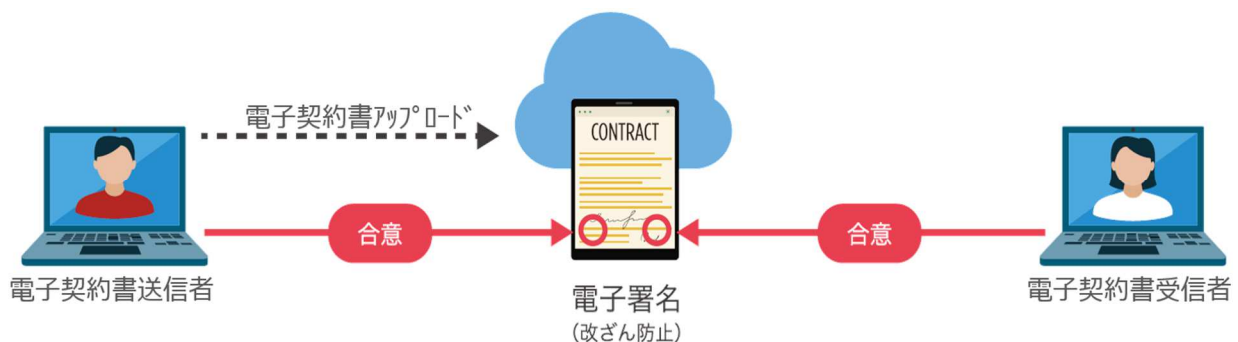 電子契約書ｱｯﾌﾟﾛｰﾄﾞ
CONTRACT
合意
合意
電子契約書送信者
電子署名
(改ざん防止)
電子契約書受信者